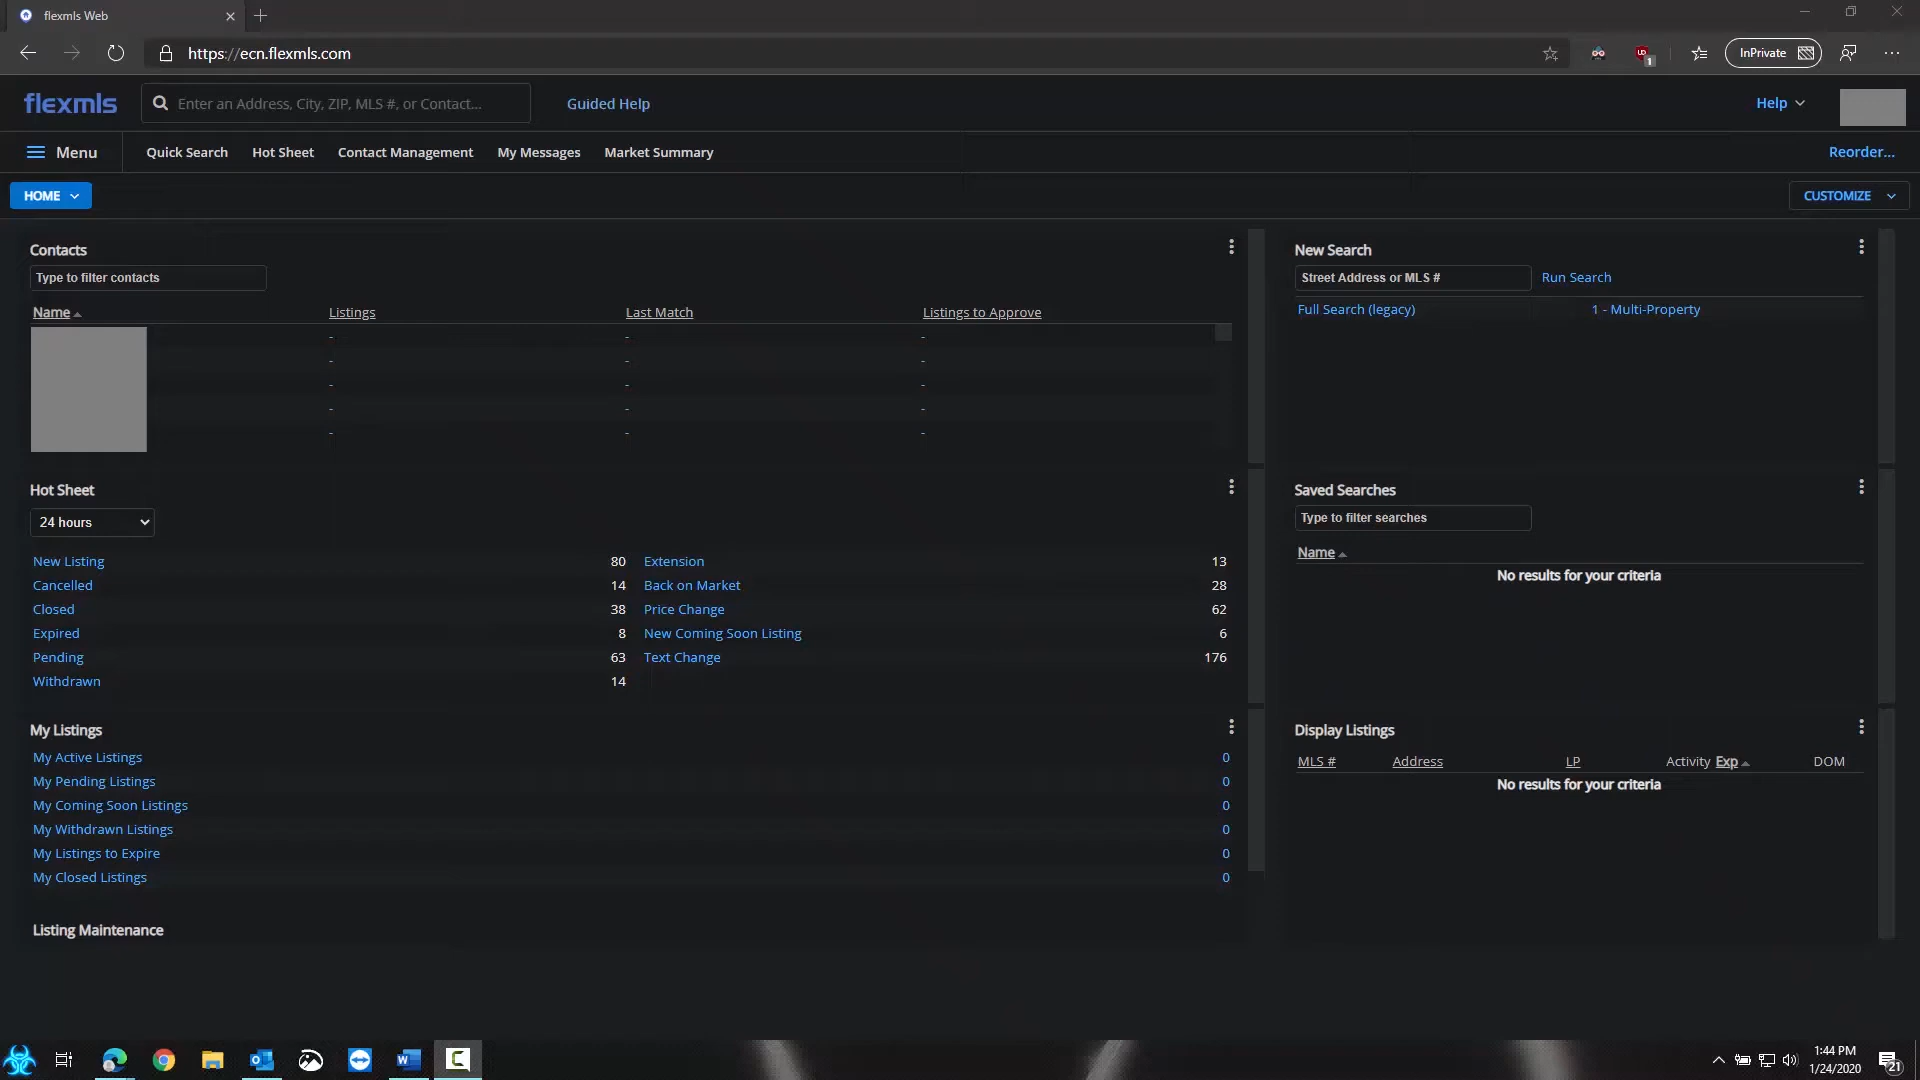 flexmls Web
https://ecn.flexmls.com
1
InPrivate
flexmls
Enter an Address, City, ZIP, MLS #, or Contact...
Guided Help
Help
Menu
Quick Search
Hot Sheet
Contact Management
My Messages
Market Summary
Reorder...
HOME
CUSTOMIZE
Contacts
Type to filter contacts
Name Listings Last Match Listings to Approve
- - -
- - -
- - -
- - -
- - -
New Search
Street Address or MLS # Run Search
Full Search (legacy) 1 - Multi-Property
Hot Sheet
24 hours
New Listing 80 Extension 13
Cancelled 14 Back on Market 28
Closed 38 Price Change 62
Expired 8 New Coming Soon Listing 6
Pending 63 Text Change 176
Withdrawn 14
Saved Searches
Type to filter searches
Name
No results for your criteria
My Listings
My Active Listings 0
My Pending Listings 0
My Coming Soon Listings 0
My Withdrawn Listings 0
My Listings to Expire 0
My Closed Listings 0
Listing Maintenance
Display Listings
MLS # Address LP Activity Exp DOM
No results for your criteria
1:44 PM
1/24/2020
21